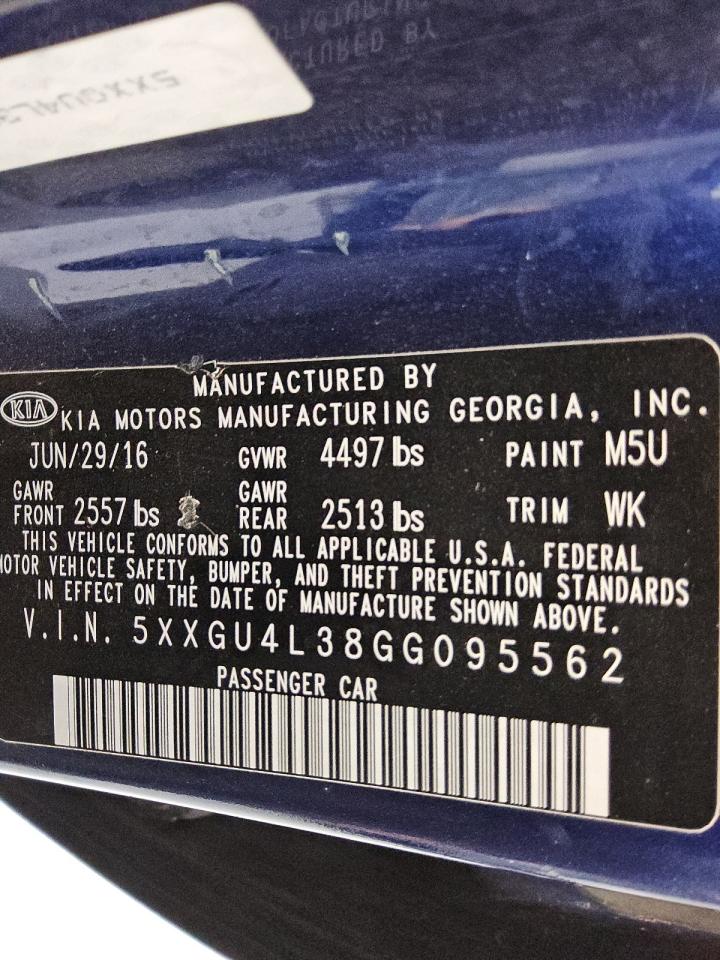 5XXGU4L3
MANUFACTURED BY
KIA KIA MOTORS MANUFACTURING GEORGIA, INC.
JUN/29/16 GVWR 4497 lbs PAINT M5U
GAWR FRONT 2557 lbs GAWR REAR 2513 lbs TRIM WK
THIS VEHICLE CONFORMS TO ALL APPLICABLE U.S.A. FEDERAL
MOTOR VEHICLE SAFETY, BUMPER, AND THEFT PREVENTION STANDARDS
IN EFFECT ON THE DATE OF MANUFACTURE SHOWN ABOVE.
V.I.N. 5XXGU4L38GG095562
PASSENGER CAR